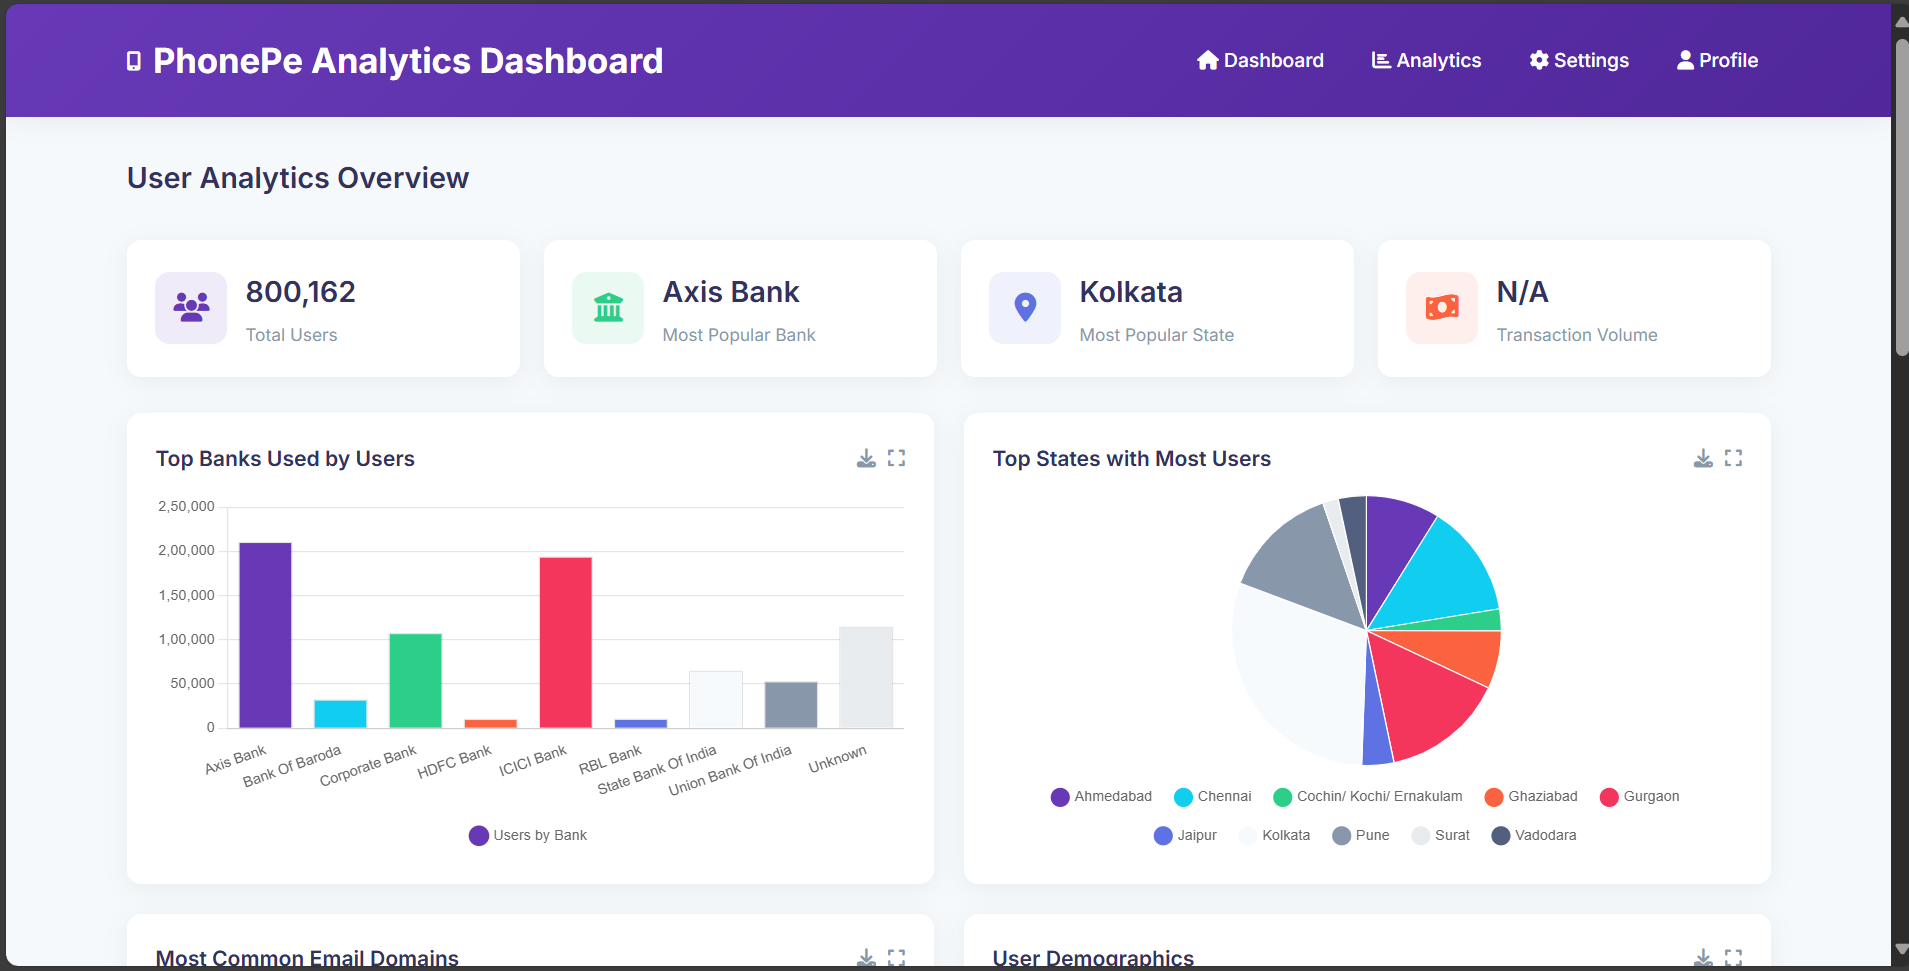 PhonePe Analytics Dashboard
Dashboard
Analytics
Settings
Profile
User Analytics Overview
800,162
Total Users
Axis Bank
Most Popular Bank
Kolkata
Most Popular State
N/A
Transaction Volume
Top Banks Used by Users
2,50,000
2,00,000
1,50,000
1,00,000
50,000
0
Axis Bank
Bank Of Baroda
Corporate Bank
HDFC Bank
ICICI Bank
RBL Bank
State Bank Of India
Union Bank Of India
Unknown
Users by Bank
Top States with Most Users
Ahmedabad
Chennai
Cochin/ Kochi/ Ernakulam
Ghaziabad
Gurgaon
Jaipur
Kolkata
Pune
Surat
Vadodara
Most Common Email Domains
User Demographics